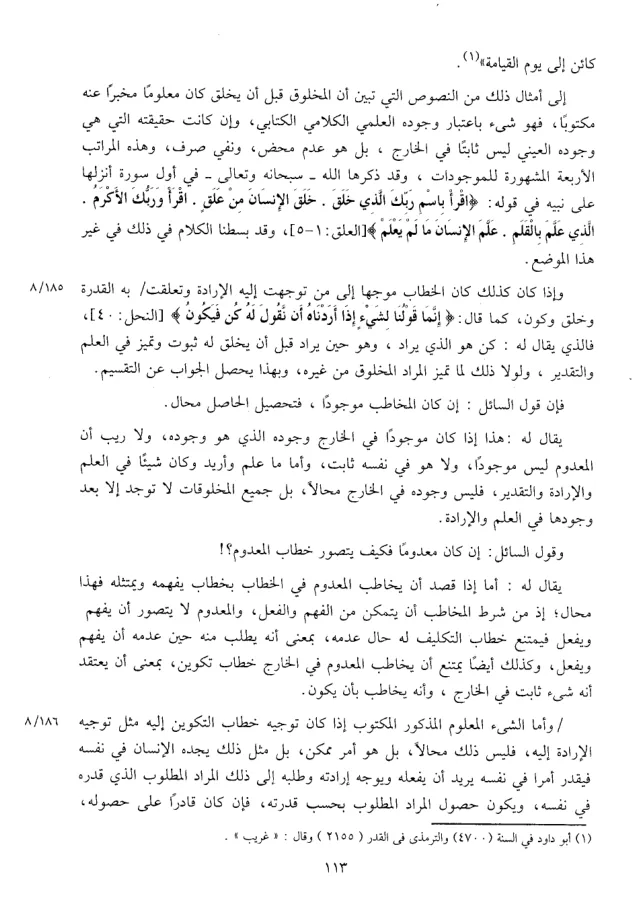 كائن إلى يوم القيامة»(١) .
إلى أمثال ذلك من النصوص التي تبين أن المخلوق قبل أن يخلق كان معلومًا مخبرًا عنه
مكتوبًا، فهو شىء باعتبار وجوده العلمي الكلامي الكتابي، وإن كانت حقيقته التي هي
وجوده العيني ليس ثابتًا في الخارج ، بل هو عدم محض، ونفي صرف، وهذه المراتب
الأربعة المشهورة للموجودات ، وقد ذكرها الله ـ سبحانه وتعالى ـ في أول سورة أنزلها
على نبيه في قوله: ﴿اقْرأْ بِاسْمِ رَبِّكَ الَّذِي خَلَقَ . خَلَقَ الإِنسَانَ مِنْ عَلَقٍ . اقْرَأْ وَرَبُّكَ الأَكْرَمُ .
الَّذِي عَلَّمَ بِالْقَلَمِ . عَلَّمَ الإِنسَانَ مَا لَمْ يَعْلَمْ ﴾[العلق:١-٥]، وقد بسطنا الكلام في ذلك في غير
هذا الموضع.
وإذا كان كذلك كان الخطاب موجها إلى من توجهت إليه الإرادة وتعلقت/ به القدرة ٨/١٨٥
وخلق وكون، كما قال:﴿ إِنَّمَا قَوْلُنَا لِشَيْءٍ إِذَا أَرَدْنَاهُ أَن نَّقُولَ لَهُ كُن فَيَكُونُ ﴾ [النحل:٤٠]،
فالذي يقال له : كن هو الذي يراد ، وهو حين يراد قبل أن يخلق له ثبوت وتميز في العلم
والتقدير ، ولولا ذلك لما تميز المراد المخلوق من غيره، وبهذا يحصل الجواب عن التقسيم.
فإن قول السائل : إن كان المخاطب موجودًا ، فتحصيل الحاصل محال.
يقال له :هذا إذا كان موجودًا في الخارج وجوده الذي هو وجوده، ولا ريب أن
المعدوم ليس موجودًا، ولا هو في نفسه ثابت، وأما ما علم وأريد وكان شيئًا في العلم
والإرادة والتقدير، فليس وجوده في الخارج محالًا، بل جميع المخلوقات لا توجد إلا بعد
وجودها في العلم والإرادة.
وقول السائل: إن كان معدومًا فكيف يتصور خطاب المعدوم؟!
يقال له : أما إذا قصد أن يخاطب المعدوم في الخطاب بخطاب يفهمه ويمتثله فهذا
محال؛ إذ من شرط المخاطب أن يتمكن من الفهم والفعل، والمعدوم لا يتصور أن يفهم
ويفعل فيمتنع خطاب التكليف له حال عدمه، بمعنى أنه يطلب منه حين عدمه أن يفهم
ويفعل، وكذلك أيضًا يمتنع أن يخاطب المعدوم في الخارج خطاب تكوين، بمعنى أن يعتقد
أنه شىء ثابت في الخارج ، وأنه يخاطب بأن يكون.
/ وأما الشىء المعلوم المذكور المكتوب إذا كان توجيه خطاب التكوين إليه مثل توجيه ٨/١٨٦
الإرادة إليه، فليس ذلك محالًا، بل هو أمر ممكن، بل مثل ذلك يجده الإنسان في نفسه
فيقدر أمرا في نفسه يريد أن يفعله ويوجه إرادته وطلبه إلى ذلك المراد المطلوب الذي قدره
في نفسه، ويكون حصول المراد المطلوب بحسب قدرته، فإن كان قادرًا على حصوله،
(١) أبو داود في السنة (٤٧٠٠) والترمذى فى القدر ( ٢١٥٥ ) وقال : « غريب » .
١١٣